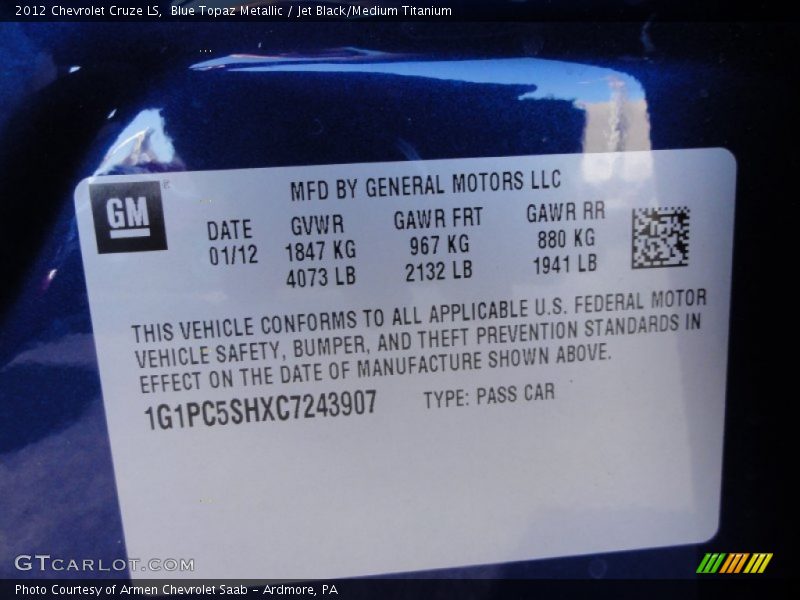 2012 Chevrolet Cruze LS, Blue Topaz Metallic / Jet Black/Medium Titanium
GM
MFD BY GENERAL MOTORS LLC
DATE GVWR GAWR FRT GAWR RR
01/12 1847 KG 967 KG 880 KG
4073 LB 2132 LB 1941 LB
THIS VEHICLE CONFORMS TO ALL APPLICABLE U.S. FEDERAL MOTOR
VEHICLE SAFETY, BUMPER, AND THEFT PREVENTION STANDARDS IN
EFFECT ON THE DATE OF MANUFACTURE SHOWN ABOVE.
1G1PC5SHXC7243907 TYPE: PASS CAR
GTCARLOT.COM
Photo Courtesy of Armen Chevrolet Saab - Ardmore, PA